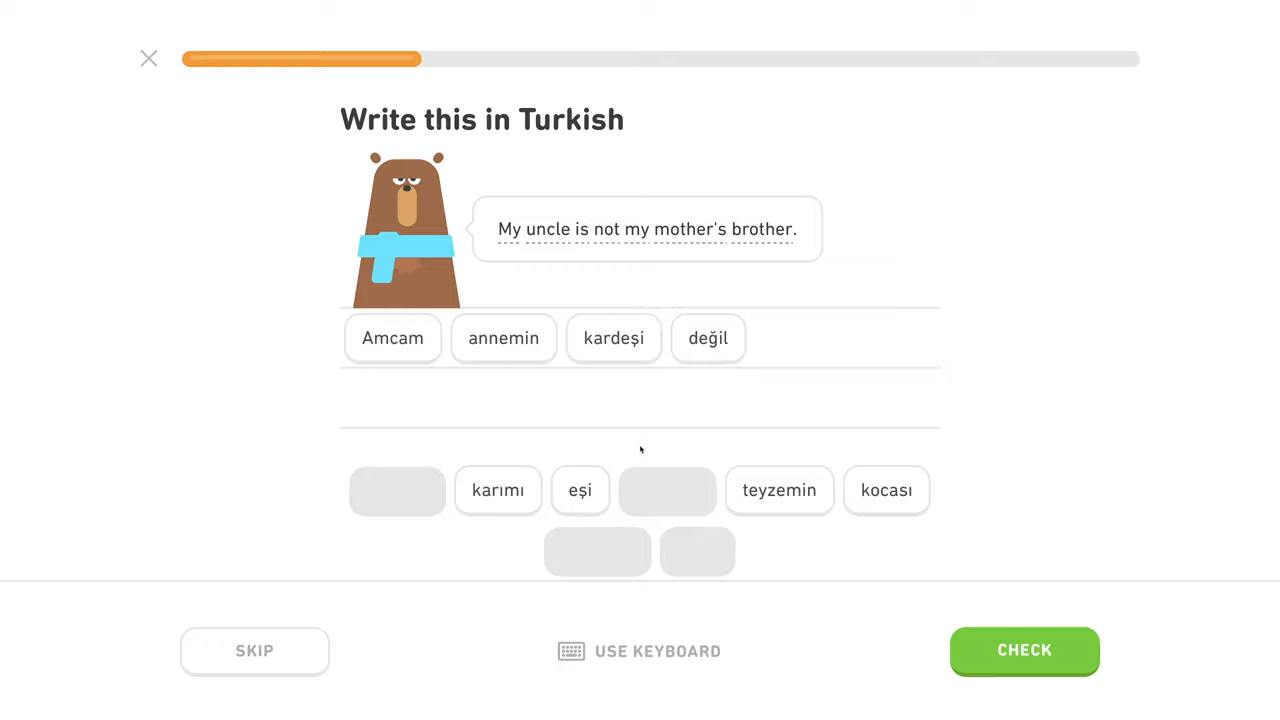 Write this in Turkish
My uncle is not my mother's brother.
Amcam annemin kardeşi değil
karımı eşi teyzemin kocası
SKIP USE KEYBOARD CHECK